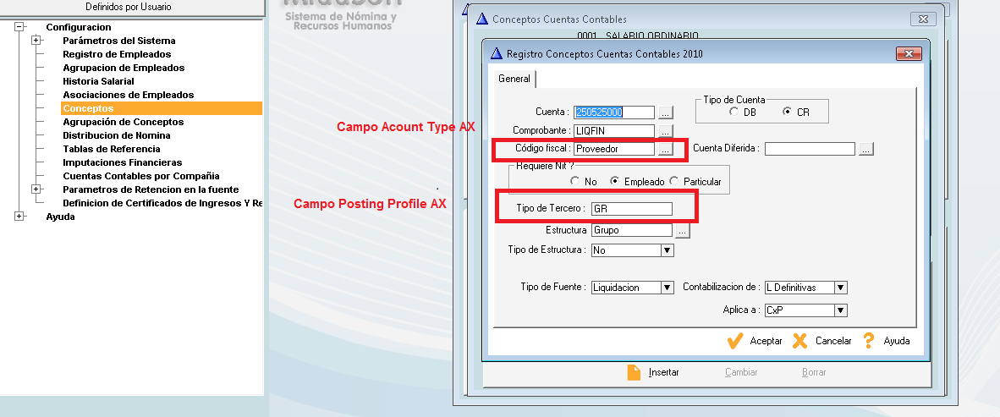 Definidos por Usuario
Configuracion
Parámetros del Sistema
Registro de Empleados
Agrupacion de Empleados
Historia Salarial
Asociaciones de Empleados
Conceptos
Agrupación de Conceptos
Distribucion de Nomina
Tablas de Referencia
Imputaciones Financieras
Cuentas Contables por Compañia
Parametros de Retencion en la fuente
Definicion de Certificados de Ingresos Y Re
Ayuda
Sistema de Nómina y
Recursos Humanos
Campo Acount Type AX
Campo Posting Profile AX
Conceptos Cuentas Contables
0001 SALARIO ORDINARIO
Registro Conceptos Cuentas Contables 2010
General
Cuenta : 250525000 ...
Tipo de Cuenta
DB CR
Comprobante : LIQFIN ...
Código fiscal : Proveedor ... Cuenta Diferida : ...
Requiere Nit ?
No Empleado Particular
Tipo de Tercero : GR
Estructura Grupo ...
Tipo de Estructura : No
Tipo de Fuente : Liquidacion Contabilización de : L Definitivas
Aplica a : CxP
Aceptar Cancelar Ayuda
Insertar Cambiar Borrar